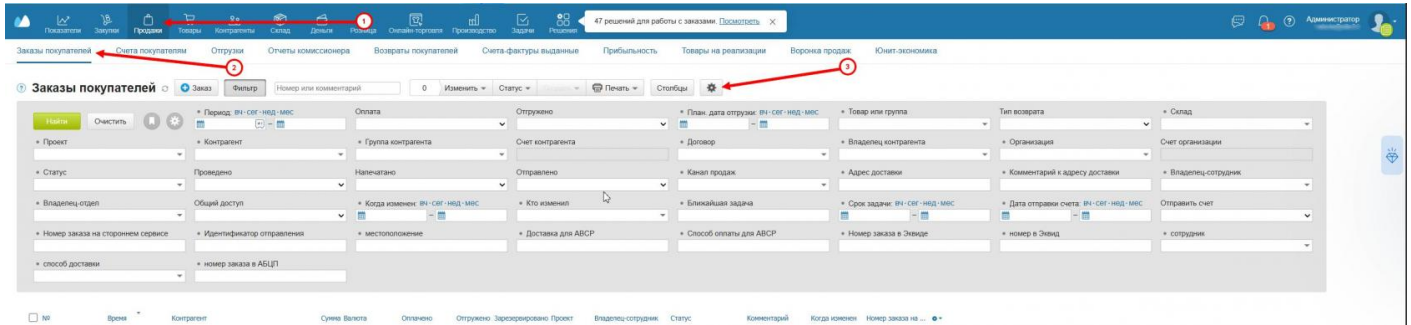 Показатели Закупки Продажи Товары Контрагенты Склад Деньги Розница Онлайн-торговля Производство Задачи Решения
47 решений для работы с заказами. Посмотреть ×
Администратор
1
Заказы покупателей Счета покупателям Отгрузки Отчеты комиссионера Возвраты покупателей Счета-фактуры выданные Прибыльность Товары на реализации Воронка продаж Юнит-экономика
2 3
Заказы покупателей Заказ Фильтр Номер или комментарий 0 Изменить Статус Печать Столбцы
Найти Очистить Период: вч-сег-нед-мес Оплата Отгружено План. дата отгрузки: вч-сег-нед-мес Товар или группа Тип возврата Склад
Проект Контрагент Группа контрагента Счет контрагента Договор Владелец контрагента Организация Счет организации
Статус Проведено Напечатано Отправлено Канал продаж Адрес доставки Комментарий к адресу доставки Владелец-сотрудник
Владелец-отдел Общий доступ Когда изменен: вч-сег-нед-мес Кто изменил Ближайшая задача Срок задачи: вч-сег-нед-мес Дата отправки счета: вч-сег-нед-мес Отправить счет
Номер заказа на стороннем сервисе Идентификатор отправления местоположение Доставка для АВСР Способ оплаты для АВСР Номер заказа в Эквиде номер в Эквид сотрудник
способ доставки номер заказа в АБЦП
№ Время Контрагент Сумма Валюта Оплачено Отгружено Зарезервировано Проект Владелец-сотрудник Статус Комментарий Когда изменен Номер заказа на ...